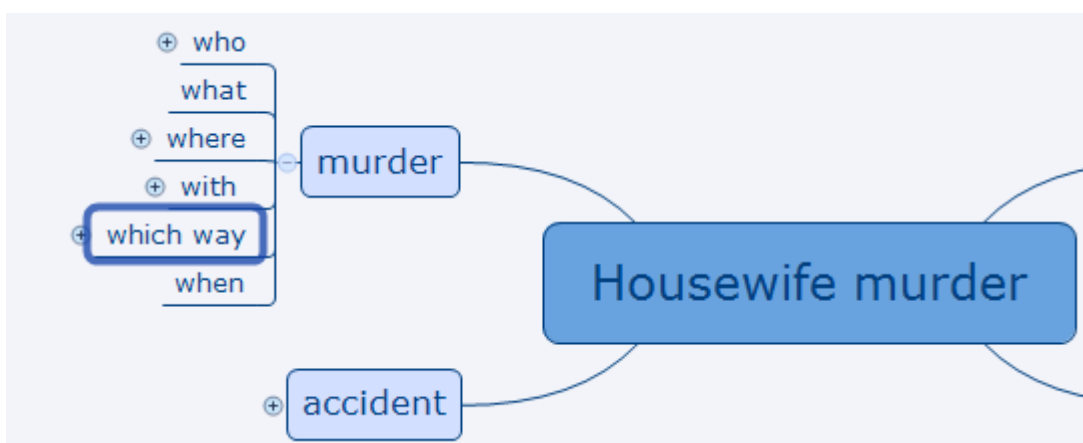 who
what
where
with
which way
when
murder
Housewife murder
accident